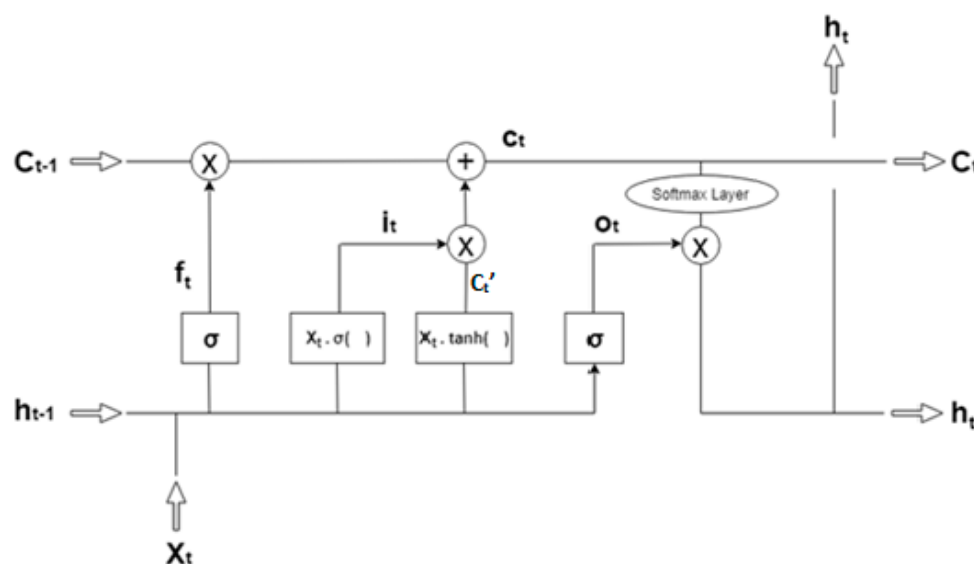 hₜ
Cₜ₋₁
X
+
cₜ
Cₜ
Softmax Layer
iₜ
X
oₜ
X
fₜ
Cₜ'
σ
Xₜ . σ( )
Xₜ . tanh( )
σ
hₜ₋₁
hₜ
Xₜ